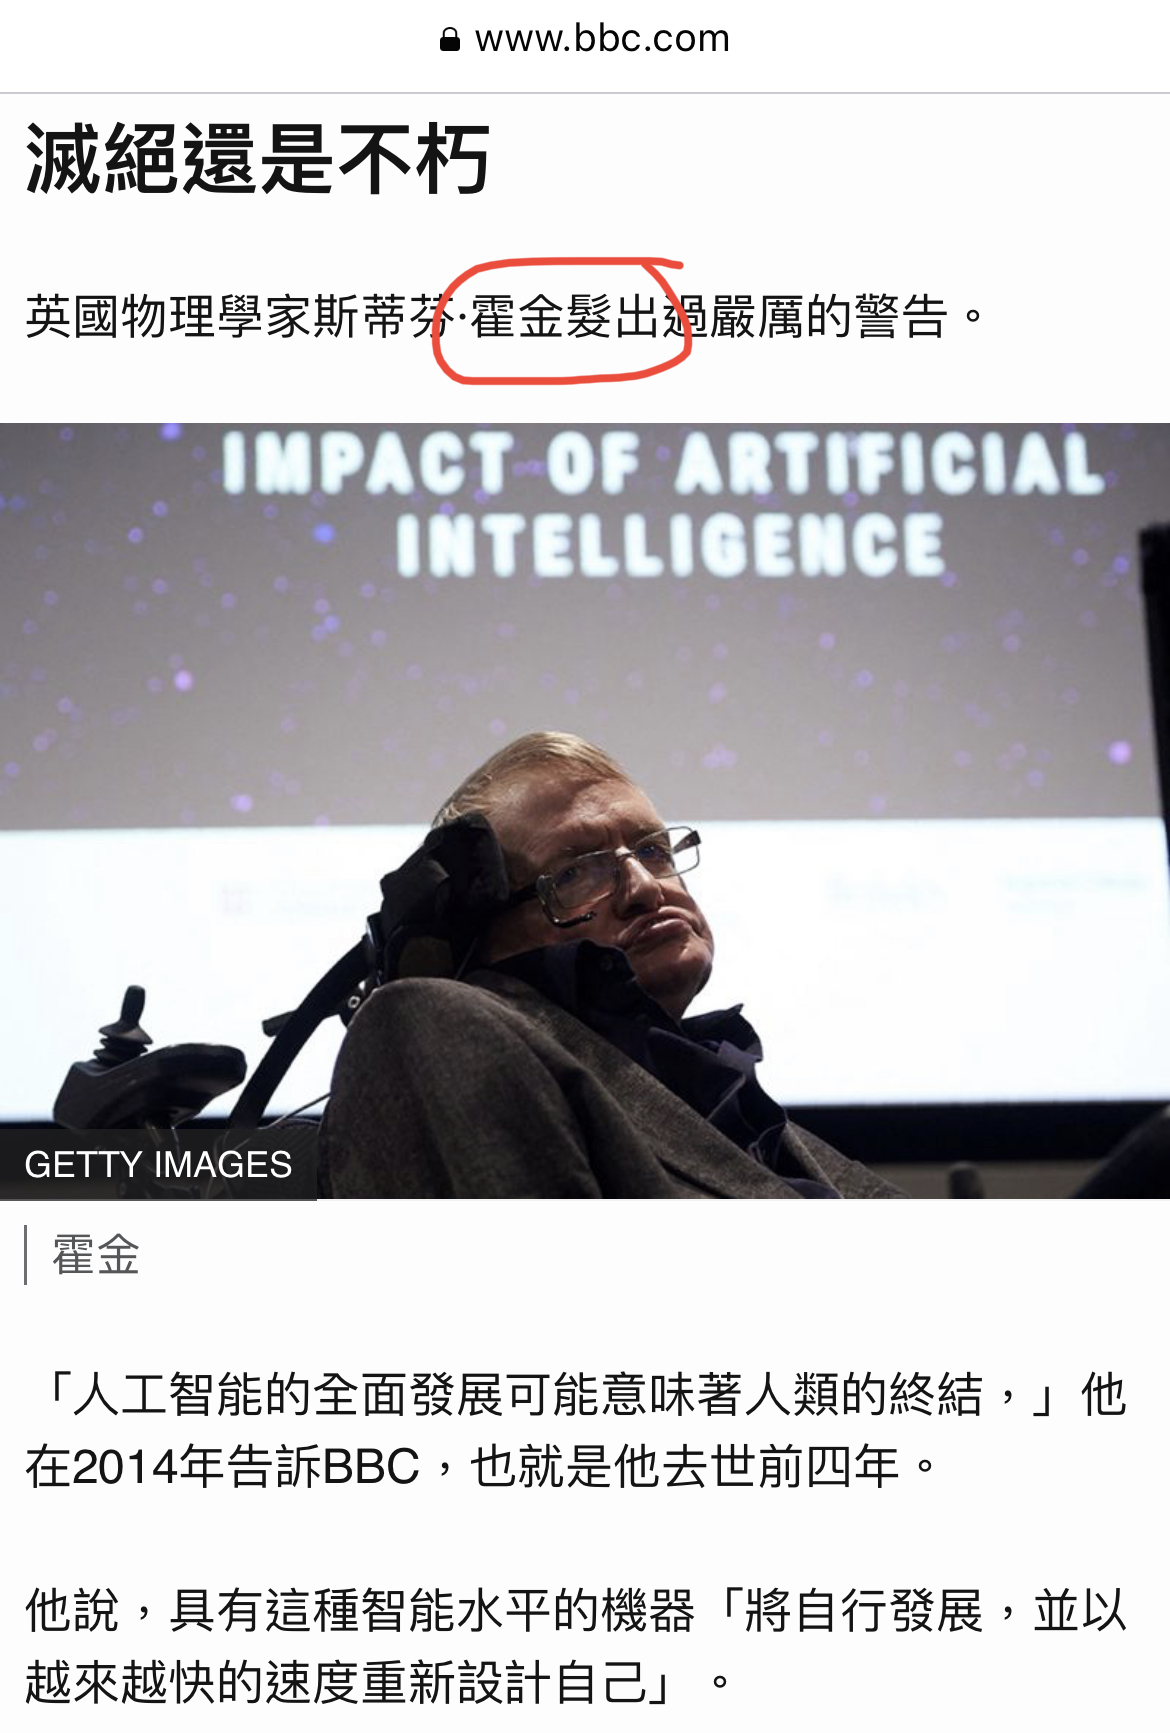 www.bbc.com
滅絕還是不朽
英國物理學家斯蒂芬·霍金髮出過嚴厲的警告。
IMPACT OF ARTIFICIAL
INTELLIGENCE
GETTY IMAGES
霍金
「人工智能的全面發展可能意味著人類的終結，」他
在2014年告訴BBC，也就是他去世前四年。
他說，具有這種智能水平的機器「將自行發展，並以
越來越快的速度重新設計自己」。